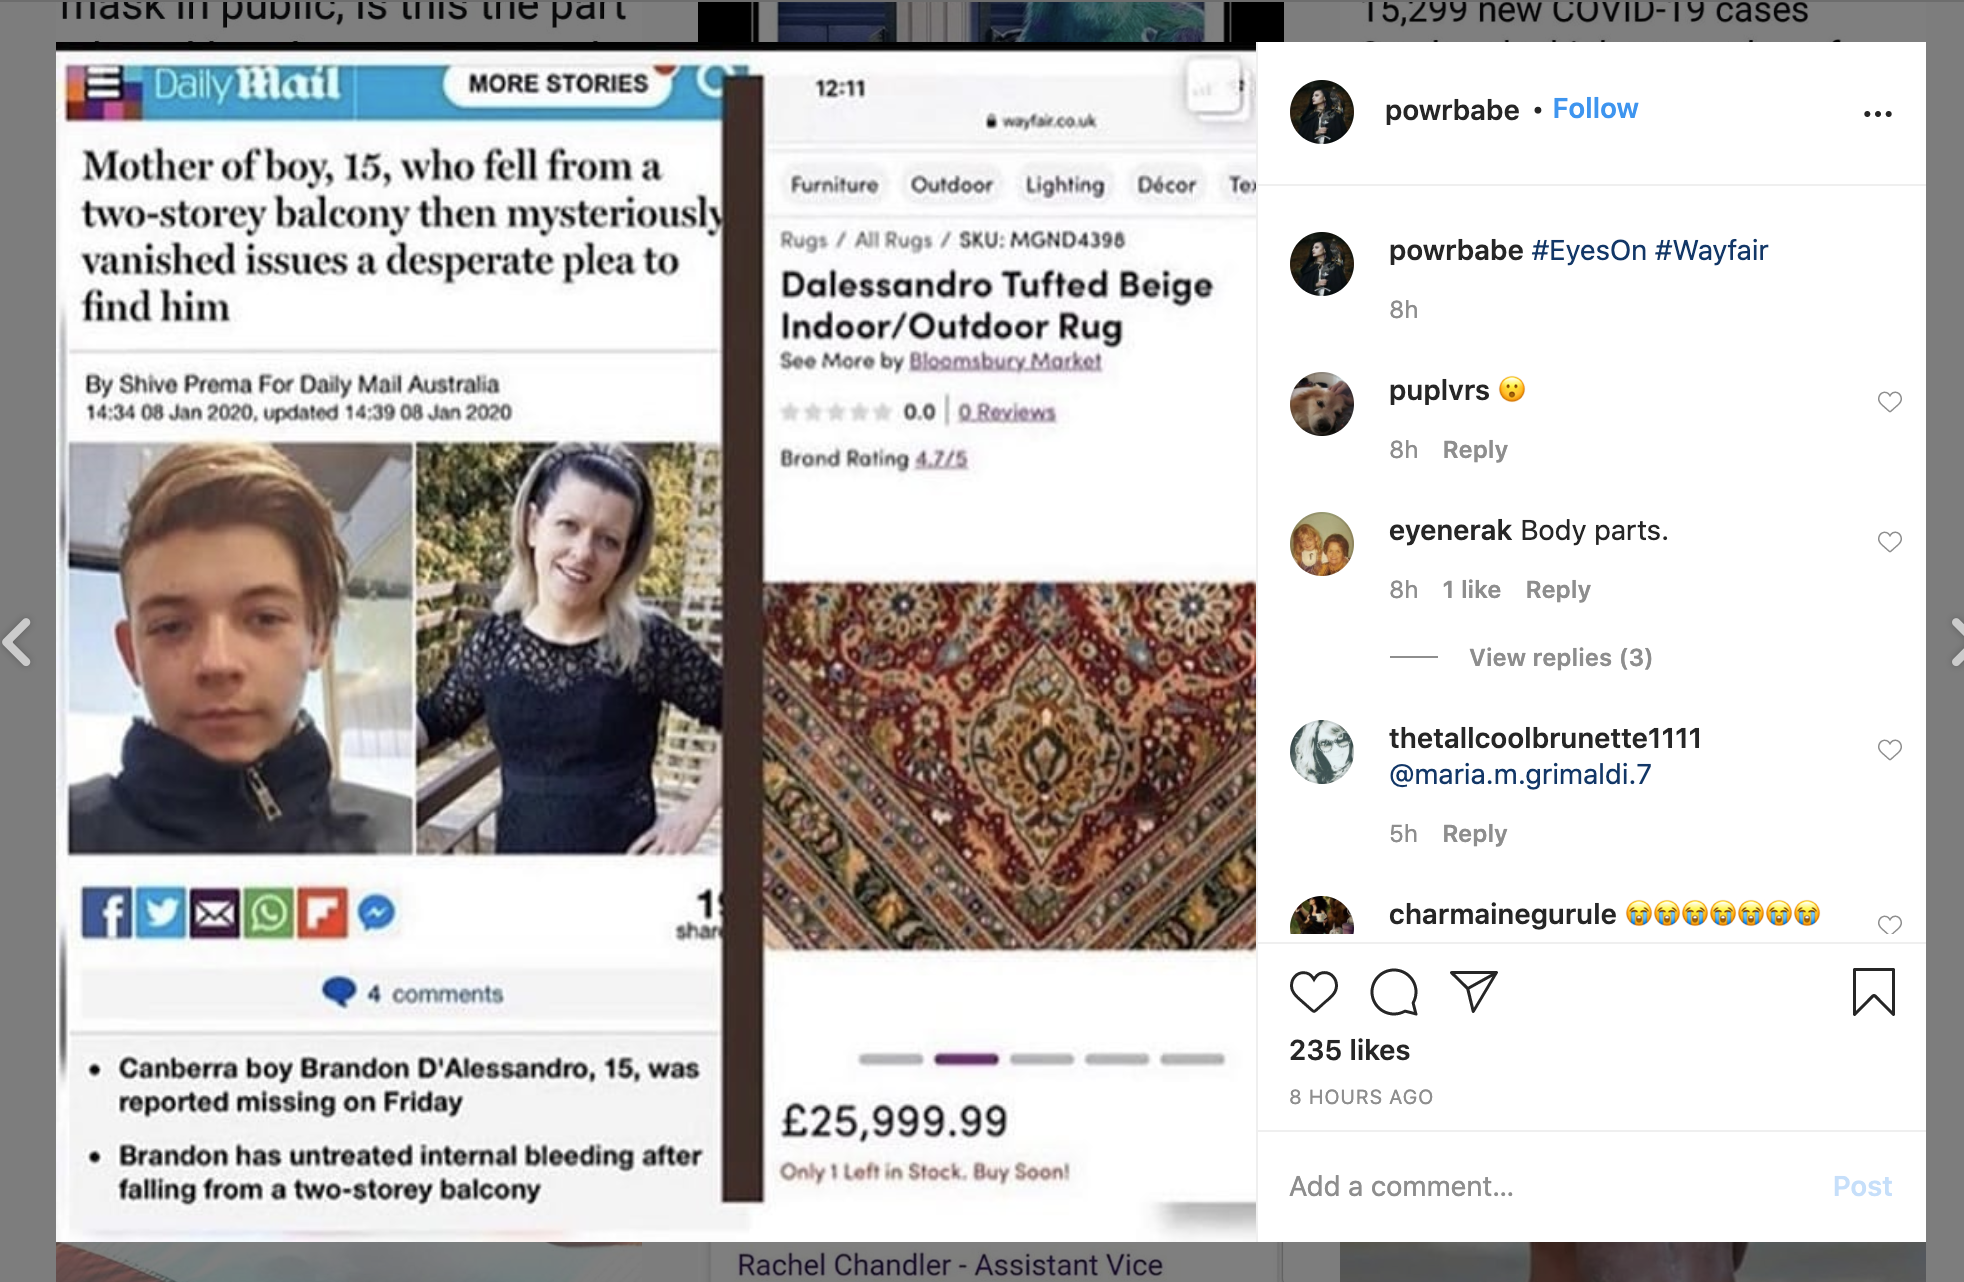 mask in public, is this the part
15,299 new COVID-19 cases
Daily Mail
MORE STORIES
Mother of boy, 15, who fell from a
two-storey balcony then mysteriously
vanished issues a desperate plea to
find him
By Shive Prema For Daily Mail Australia
14:34 08 Jan 2020, updated 14:39 08 Jan 2020
4 comments
• Canberra boy Brandon D'Alessandro, 15, was
reported missing on Friday
• Brandon has untreated internal bleeding after
falling from a two-storey balcony
12:11
wayfair.co.uk
Furniture Outdoor Lighting Décor
Rugs / All Rugs / SKU: MGND4398
Dalessandro Tufted Beige
Indoor/Outdoor Rug
See More by Bloomsbury Market
0.0 | 0 Reviews
Brand Rating 4.7/5
£25,999.99
Only 1 Left in Stock. Buy Soon!
powrbabe • Follow
powrbabe #EyesOn #Wayfair
8h
puplvrs 😮
8h Reply
eyenerak Body parts.
8h 1 like Reply
View replies (3)
thetallcoolbrunette1111
@maria.m.grimaldi.7
5h Reply
charmainegurule 😭😭😭😭😭😭😭
235 likes
8 HOURS AGO
Add a comment... Post
Rachel Chandler - Assistant Vice